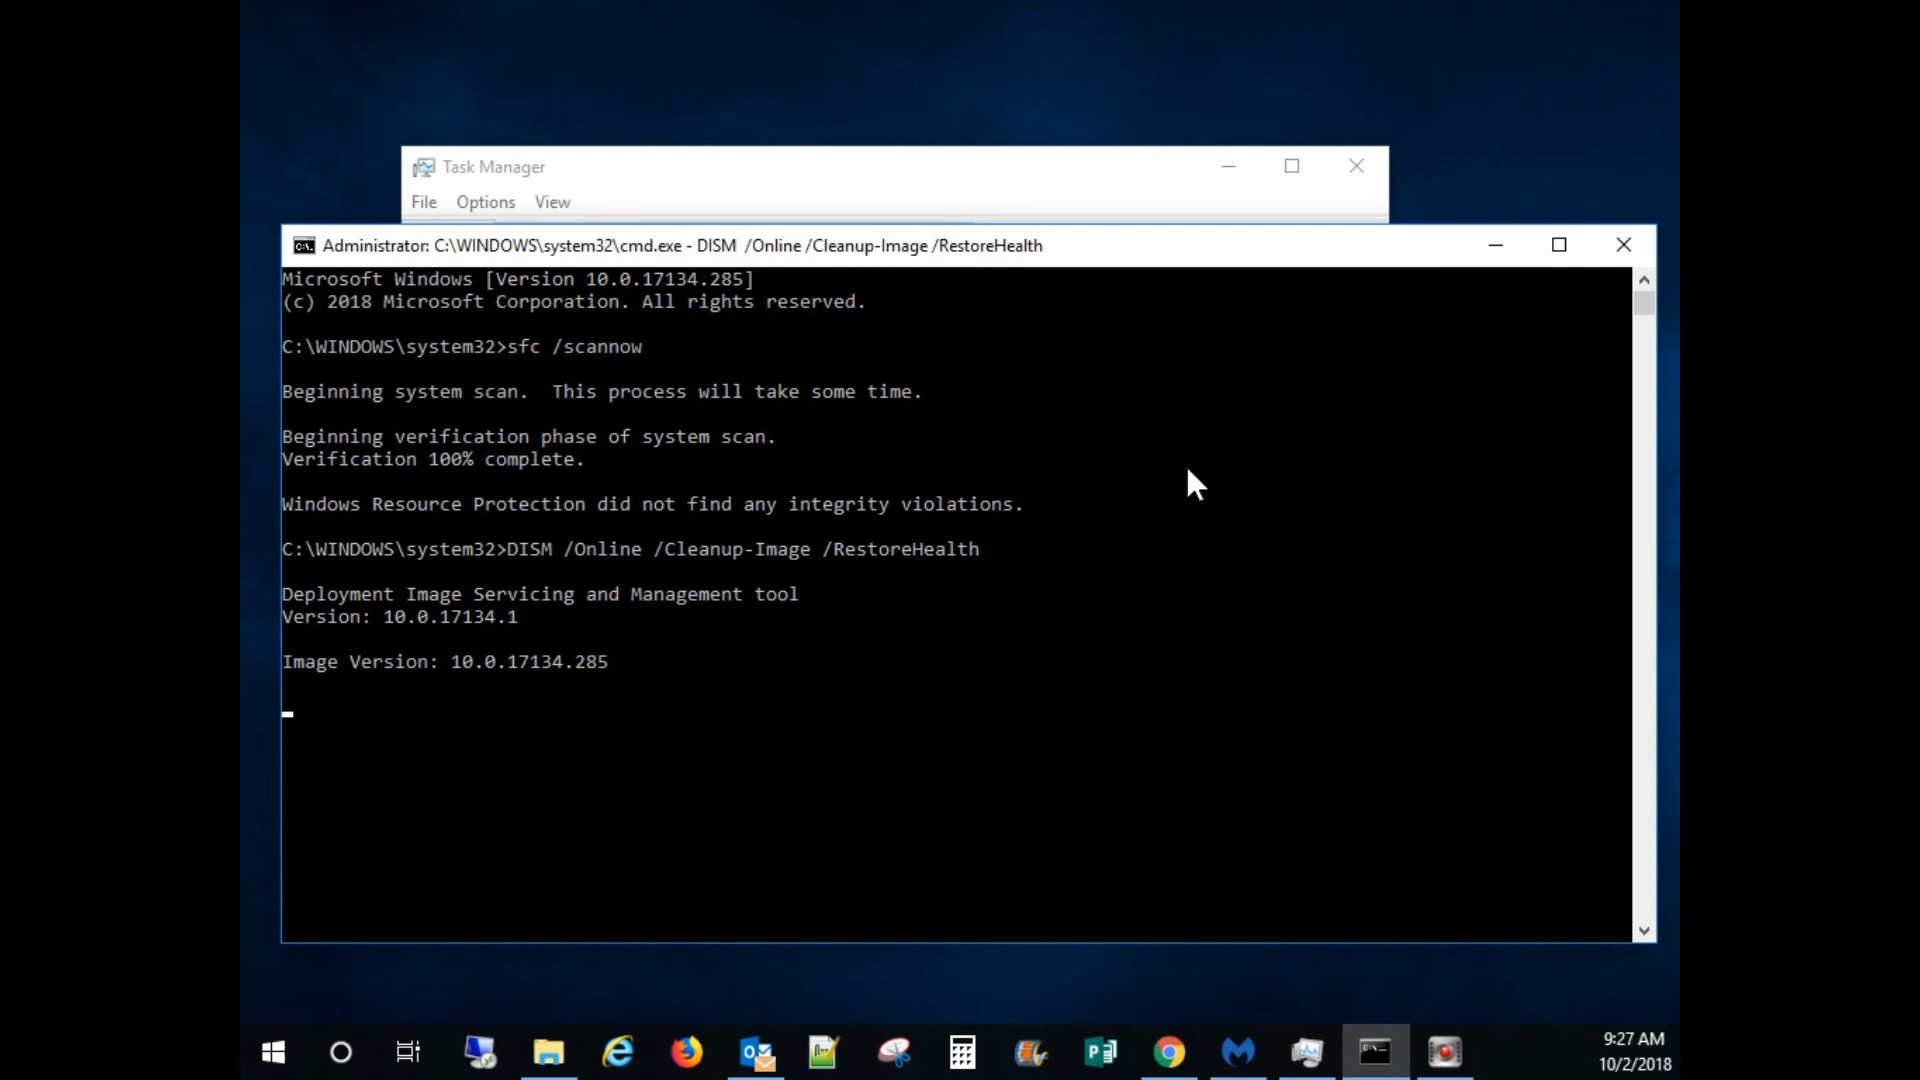 Task Manager
File Options View
Administrator: C:\WINDOWS\system32\cmd.exe - DISM /Online /Cleanup-Image /RestoreHealth
Microsoft Windows [Version 10.0.17134.285]
(c) 2018 Microsoft Corporation. All rights reserved.
C:\WINDOWS\system32>sfc /scannow
Beginning system scan.  This process will take some time.
Beginning verification phase of system scan.
Verification 100% complete.
Windows Resource Protection did not find any integrity violations.
C:\WINDOWS\system32>DISM /Online /Cleanup-Image /RestoreHealth
Deployment Image Servicing and Management tool
Version: 10.0.17134.1
Image Version: 10.0.17134.285
9:27 AM
10/2/2018